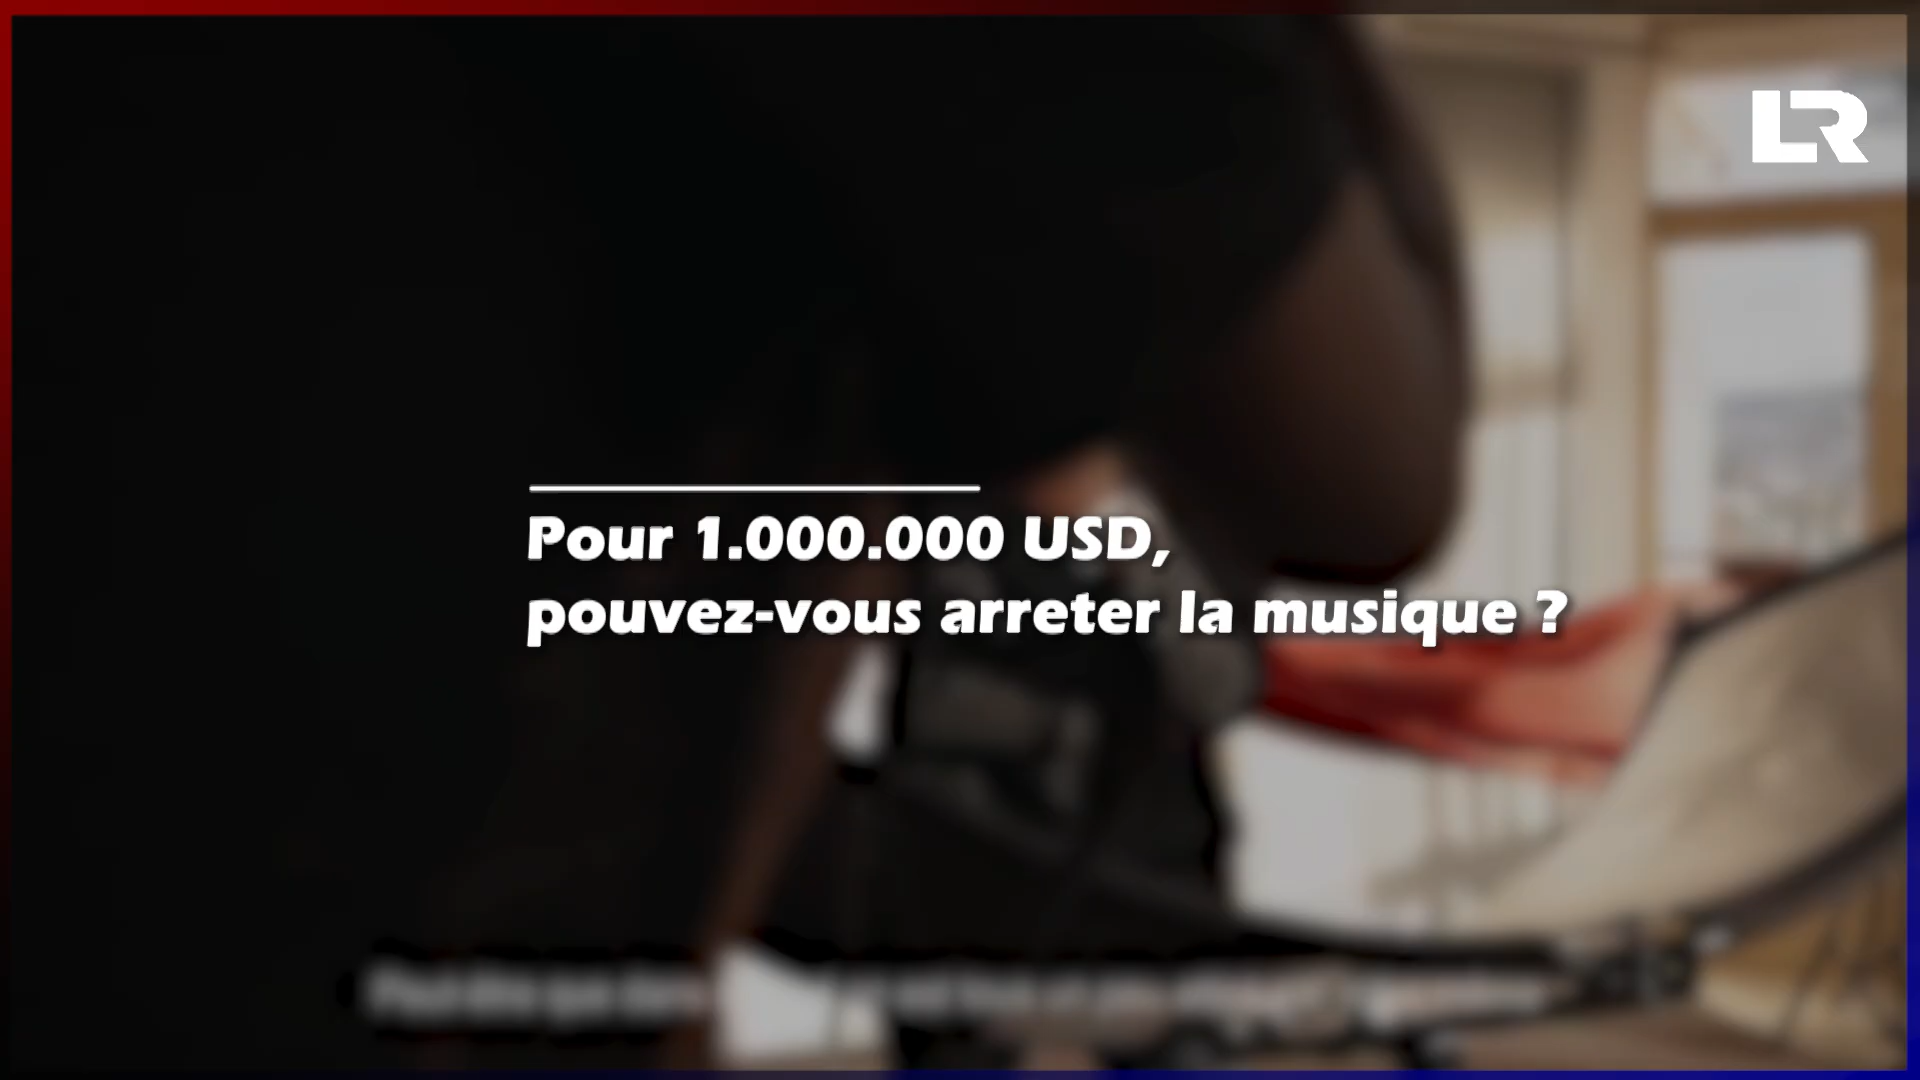 LR
Pour 1.000.000 USD,
pouvez-vous arreter la musique ?